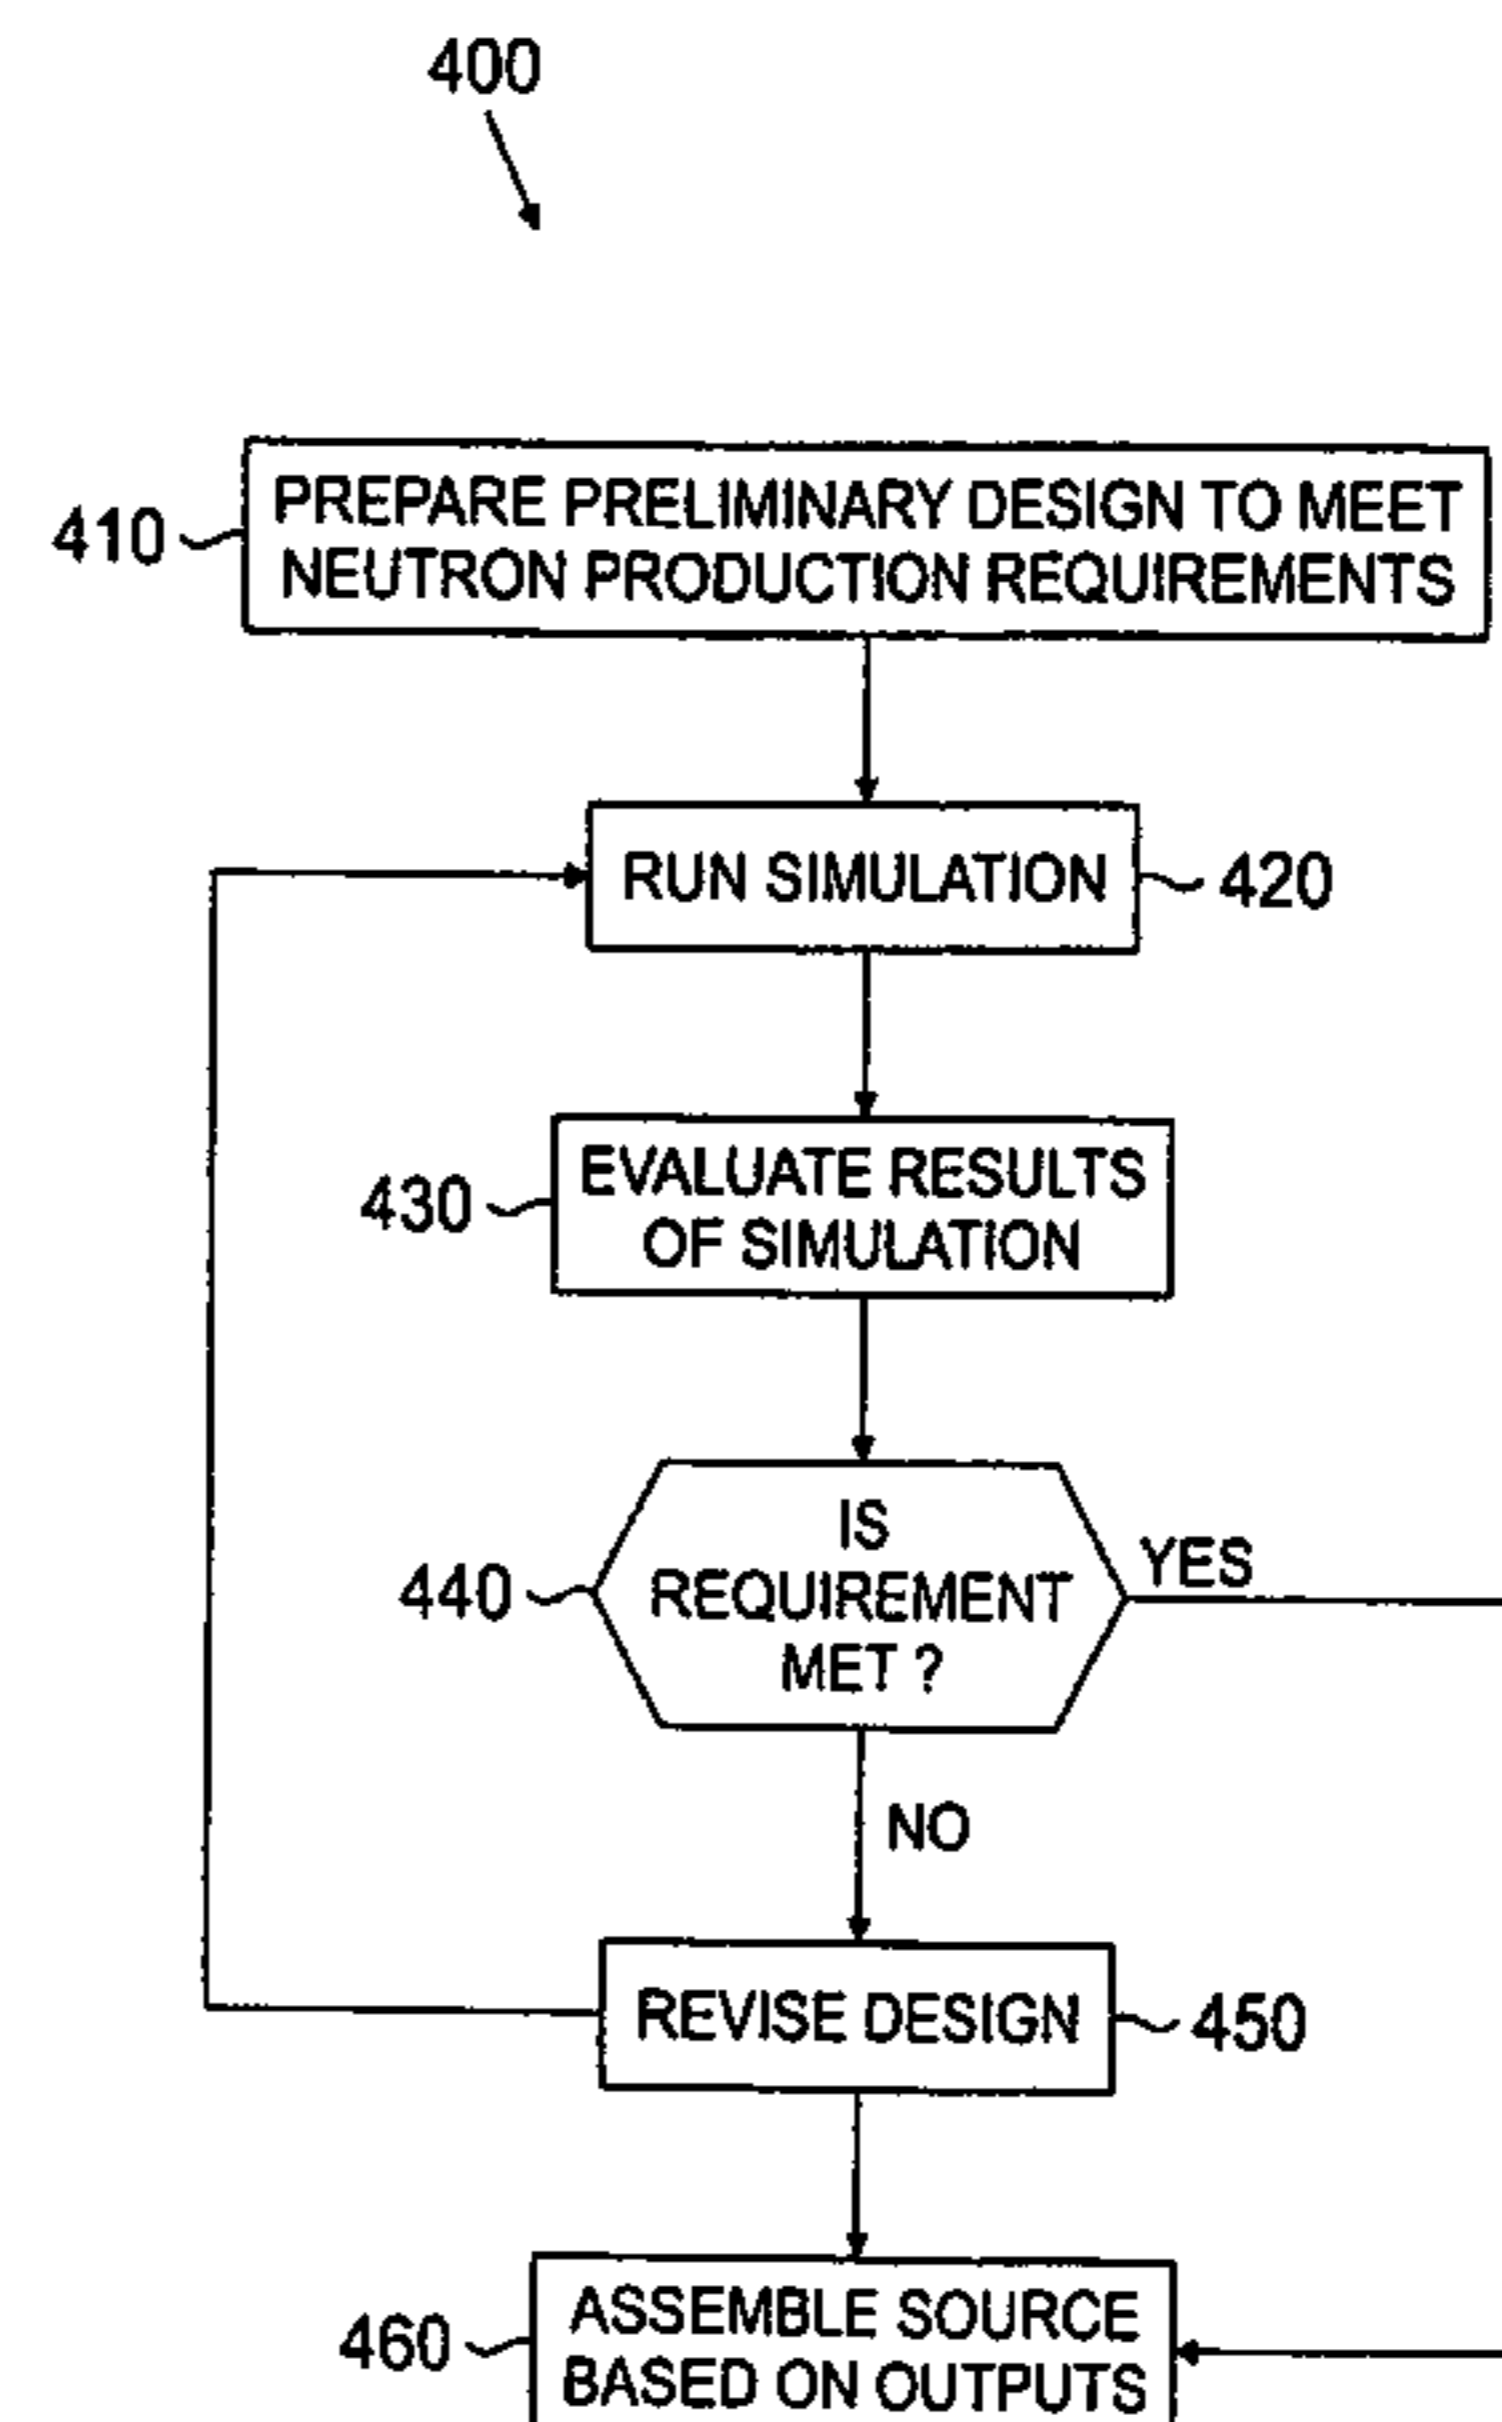 400
410
PREPARE PRELIMINARY DESIGN TO MEET
NEUTRON PRODUCTION REQUIREMENTS
RUN SIMULATION
420
430
EVALUATE RESULTS
OF SIMULATION
440
IS
REQUIREMENT
MET ?
YES
NO
REVISE DESIGN
450
460
ASSEMBLE SOURCE
BASED ON OUTPUTS